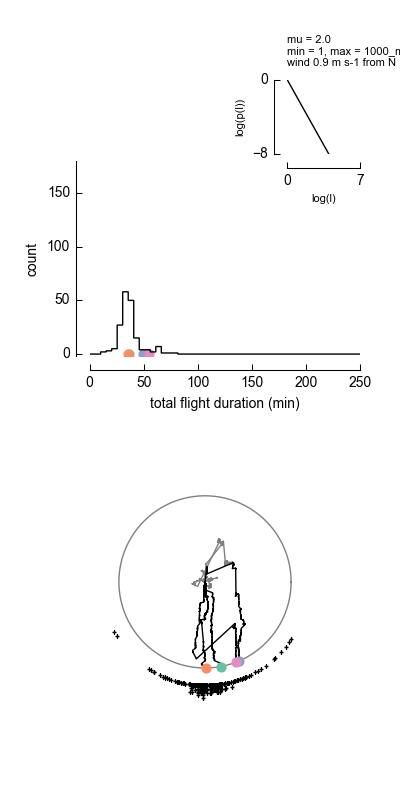 mu = 2.0
min = 1, max = 1000_m
wind 0.9 m s-1 from N
0
log(p(l))
−8
0 7
log(l)
150
100
50
0
count
0 50 100 150 200 250
total flight duration (min)